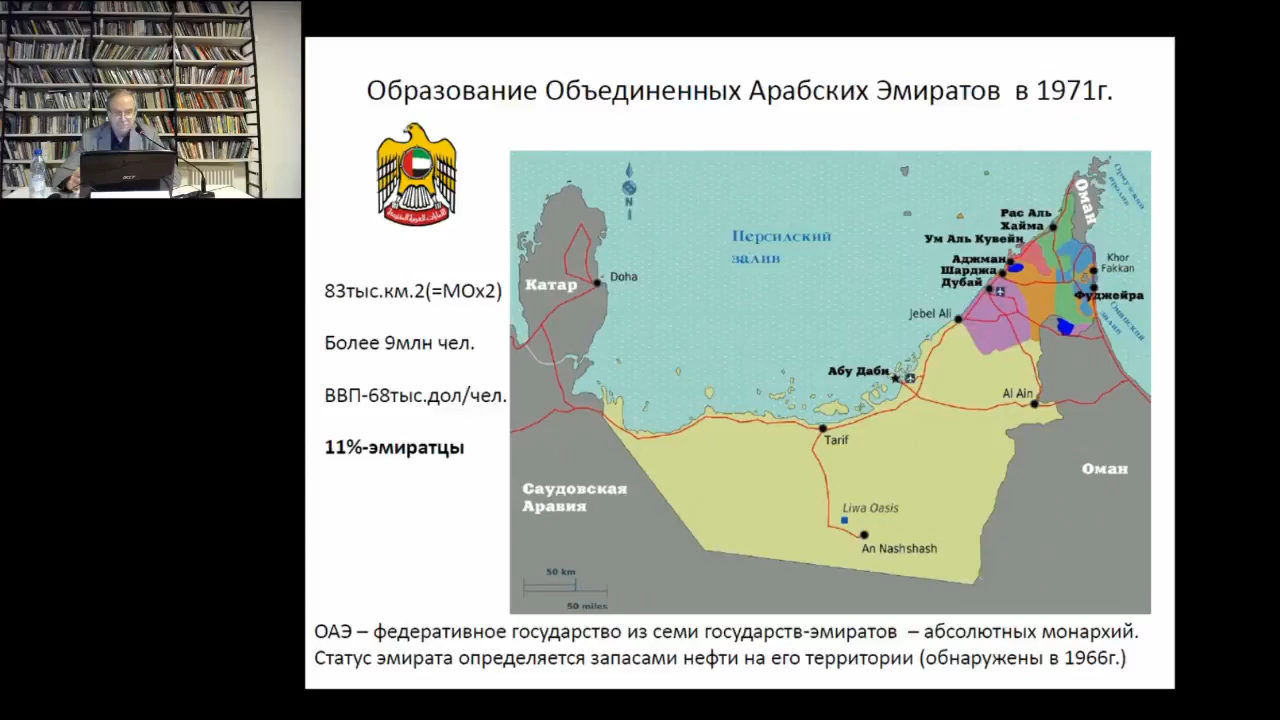 Образование Объединенных Арабских Эмиратов в 1971г.
83тыс.км.2(=МОх2)
Более 9млн чел.
ВВП-68тыс.дол/чел.
11%-эмиратцы
N
Персилский
залив
Оман
Рас Аль
Хайма
Ум Аль Кувейн
Аджман
Шарджа
Дубай
Khor
Fakkan
Фуджейра
Катар
Doha
Jebel Ali
Абу Даби
Al Ain
Tarif
Оман
Саудовская
Аравия
Liwa Oasis
An Nashshash
50 km
50 miles
ОАЭ – федеративное государство из семи государств-эмиратов – абсолютных монархий.
Статус эмирата определяется запасами нефти на его территории (обнаружены в 1966г.)